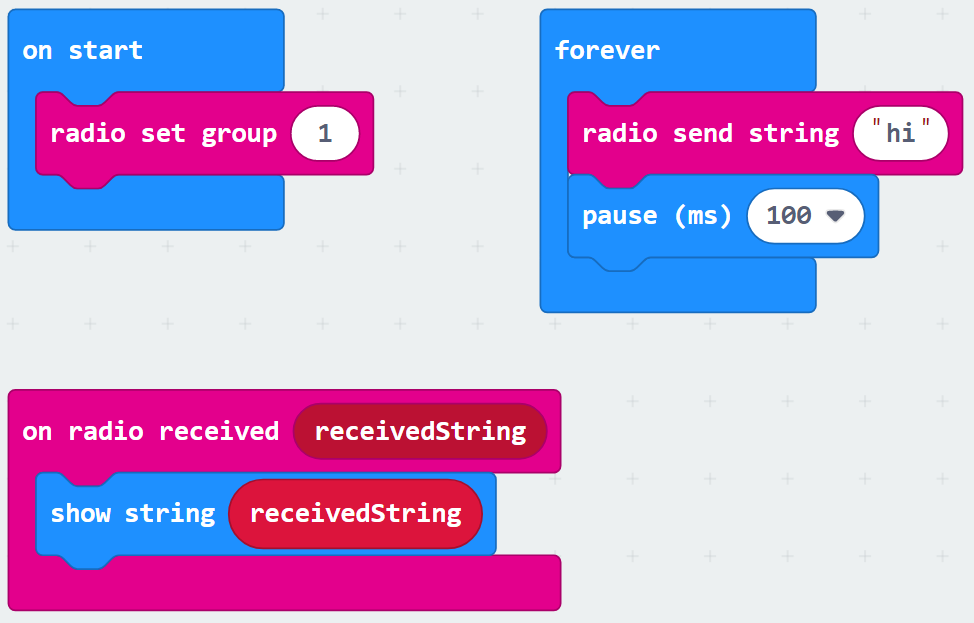 on start
radio set group 1
forever
radio send string "hi"
pause (ms) 100
on radio received receivedString
show string receivedString